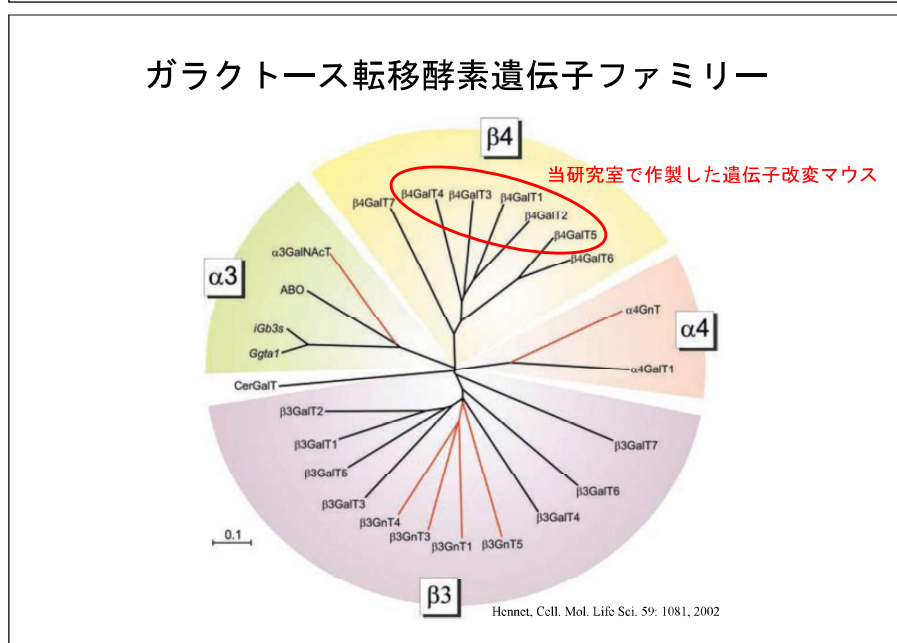 ガラクトース転移酵素遺伝子ファミリー
β4
当研究室で作製した遺伝子改変マウス
β4GalT7
β4GalT4
β4GalT3
β4GalT1
β4GalT2
β4GalT5
β4GalT6
α3
α3GalNAcT
ABO
iGb3s
Ggta1
CerGalT
α4
α4GnT
α4GalT1
β3GalT2
β3GalT1
β3GalT5
β3GalT3
β3GnT4
β3GnT3
β3GnT1
β3GnT5
β3GalT4
β3GalT6
β3GalT7
0.1
β3
Hennet, Cell. Mol. Life Sci. 59: 1081, 2002